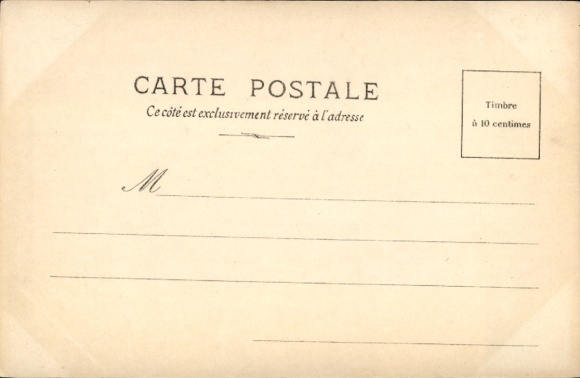 CARTE POSTALE
Ce côté est exclusivement réservé à l'adresse
Timbre
à 10 centimes
M